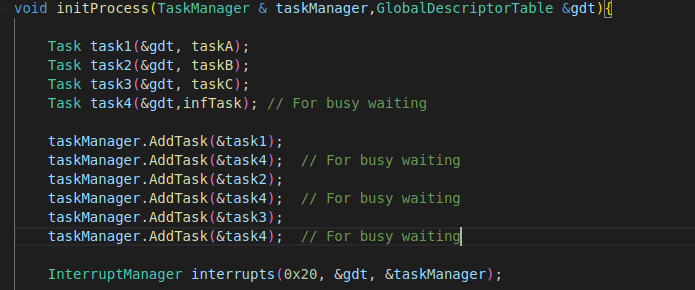 void initProcess(TaskManager & taskManager,GlobalDescriptorTable &gdt){
Task task1(&gdt, taskA);
Task task2(&gdt, taskB);
Task task3(&gdt, taskC);
Task task4(&gdt,infTask); // For busy waiting
taskManager.AddTask(&task1);
taskManager.AddTask(&task4);  // For busy waiting
taskManager.AddTask(&task2);
taskManager.AddTask(&task4);  // For busy waiting
taskManager.AddTask(&task3);
taskManager.AddTask(&task4);  // For busy waiting
InterruptManager interrupts(0x20, &gdt, &taskManager);